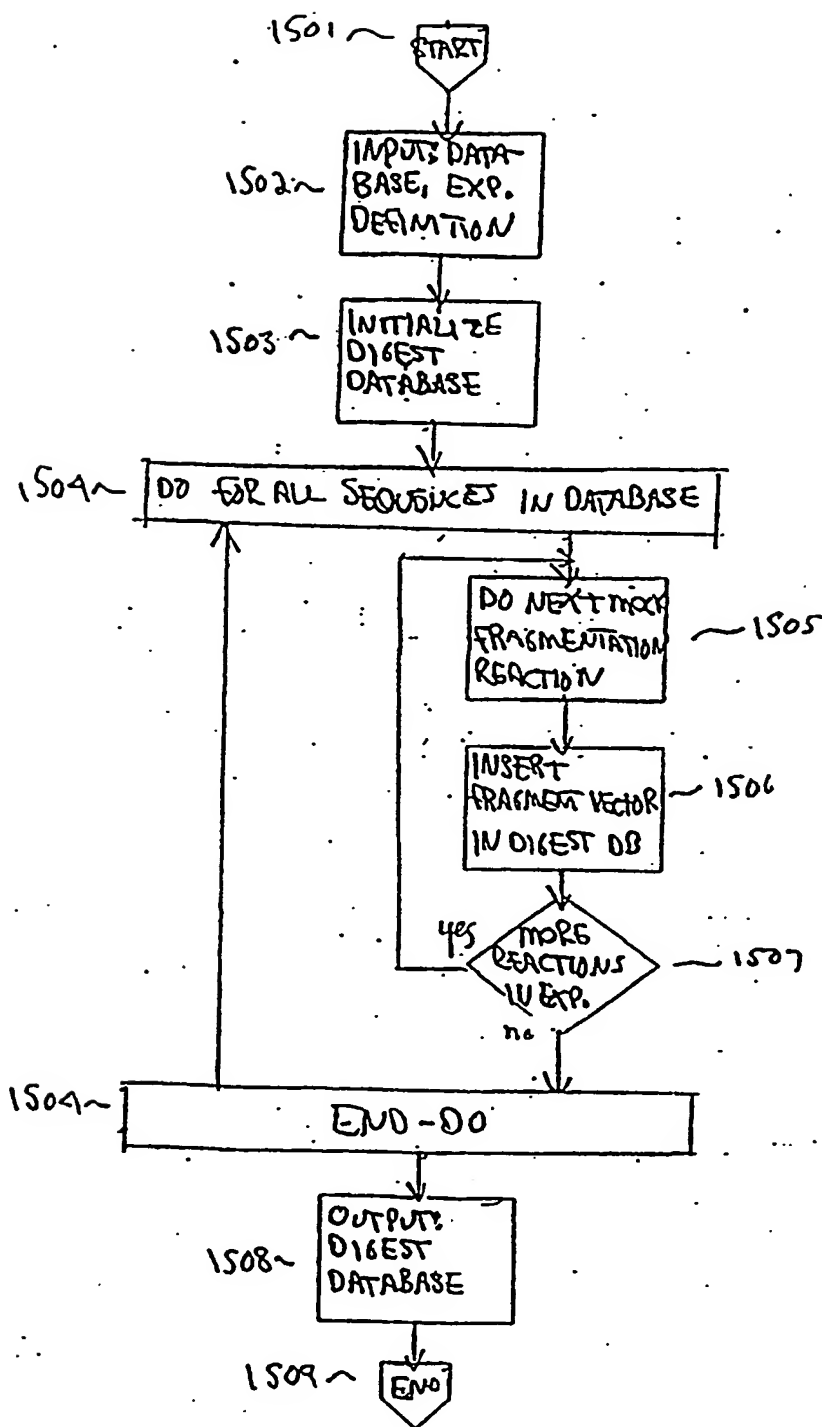 1501~ START
1502~ INPUT: DATA-
BASE, EXP.
DEFINITION
1503~ INITIALIZE
DIGEST
DATABASE
1504~ DO FOR ALL SEQUENCES IN DATABASE
DO NEXT MOCK
FRAGMENTATION ~1505
REACTION
INSERT
FRAGMENT VECTOR ~1506
IN DIGEST DB
yes MORE
REACTIONS ~1507
IN EXP.
no
1504~ END-DO
OUTPUT:
1508~ DIGEST
DATABASE
1509~ END